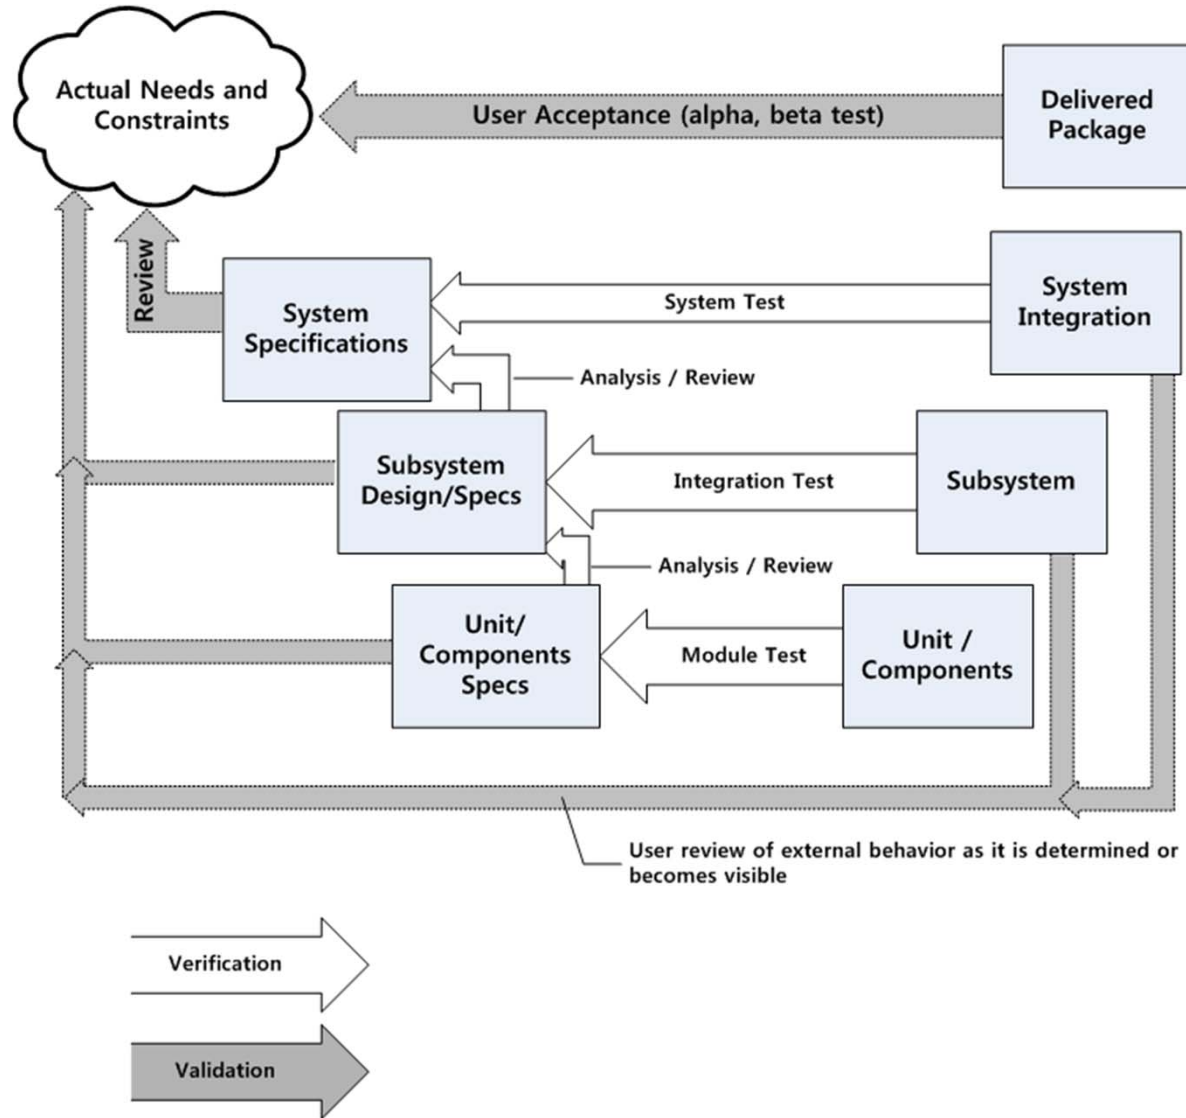 Actual Needs and
Constraints
User Acceptance (alpha, beta test)
Delivered
Package
Review
System
Specifications
System Test
System
Integration
Analysis / Review
Subsystem
Design/Specs
Integration Test
Subsystem
Analysis / Review
Unit/
Components
Specs
Module Test
Unit /
Components
User review of external behavior as it is determined or
becomes visible
Verification
Validation